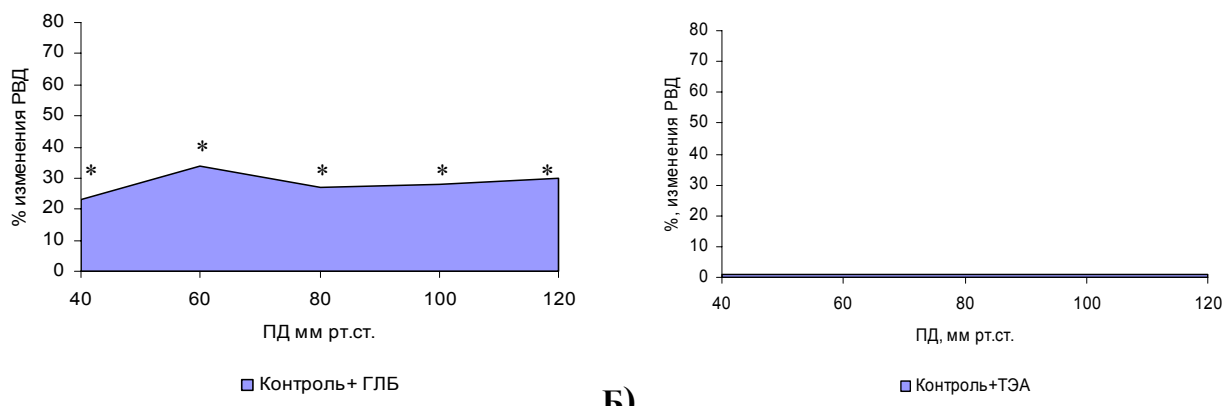 80
70
60
50
40
30
20
10
0
% изменения РВД
* * * * *
40 60 80 100 120
ПД мм рт.ст.
Контроль+ ГЛБ
80
70
60
50
40
30
20
10
0
%, изменения РВД
40 60 80 100 120
ПД, мм рт.ст.
Контроль+ТЭА
Б)